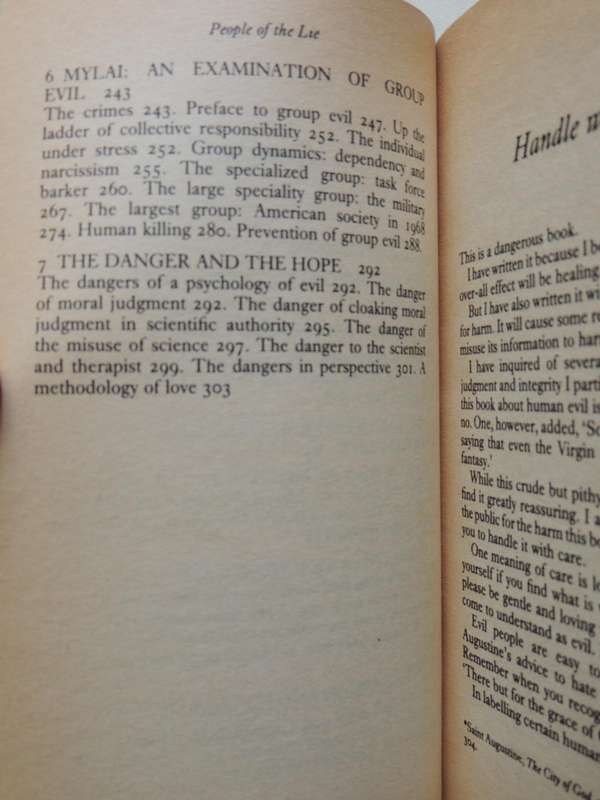 People of the Lie
6 MYLAI: AN EXAMINATION OF GROUP
EVIL 243
The crimes 243. Preface to group evil 247. Up the
ladder of collective responsibility 252. The individual
under stress 252. Group dynamics: dependency and
narcissism 255. The specialized group: task force
barker 260. The large speciality group: the military
267. The largest group: American society in 1968
274. Human killing 280. Prevention of group evil 288.
7 THE DANGER AND THE HOPE 292
The dangers of a psychology of evil 292. The danger
of moral judgment 292. The danger of cloaking moral
judgment in scientific authority 295. The danger of
the misuse of science 297. The danger to the scientist
and therapist 299. The dangers in perspective 301. A
methodology of love 303
Handle
This is a dangerous book.
I have written it because I
over-all effect will be healing
But I have also written it
for harm. It will cause some
misuse its information to
I have inquired of
judgment and integrity I
this book about human evil is
no. One, however, added,
saying that even the Virgin
fantasy.'
While this crude but pithy
find it greatly reassuring. I
the public for the harm this
you to handle it with care.
One meaning of care is
yourself if you find what is
please be gentle and loving
come to understand as evil.
Evil people are easy to
Augustine's advice to hate
Remember when you
'There but for the grace of
In labelling certain human
*Saint Augustine, The City of God,
304.